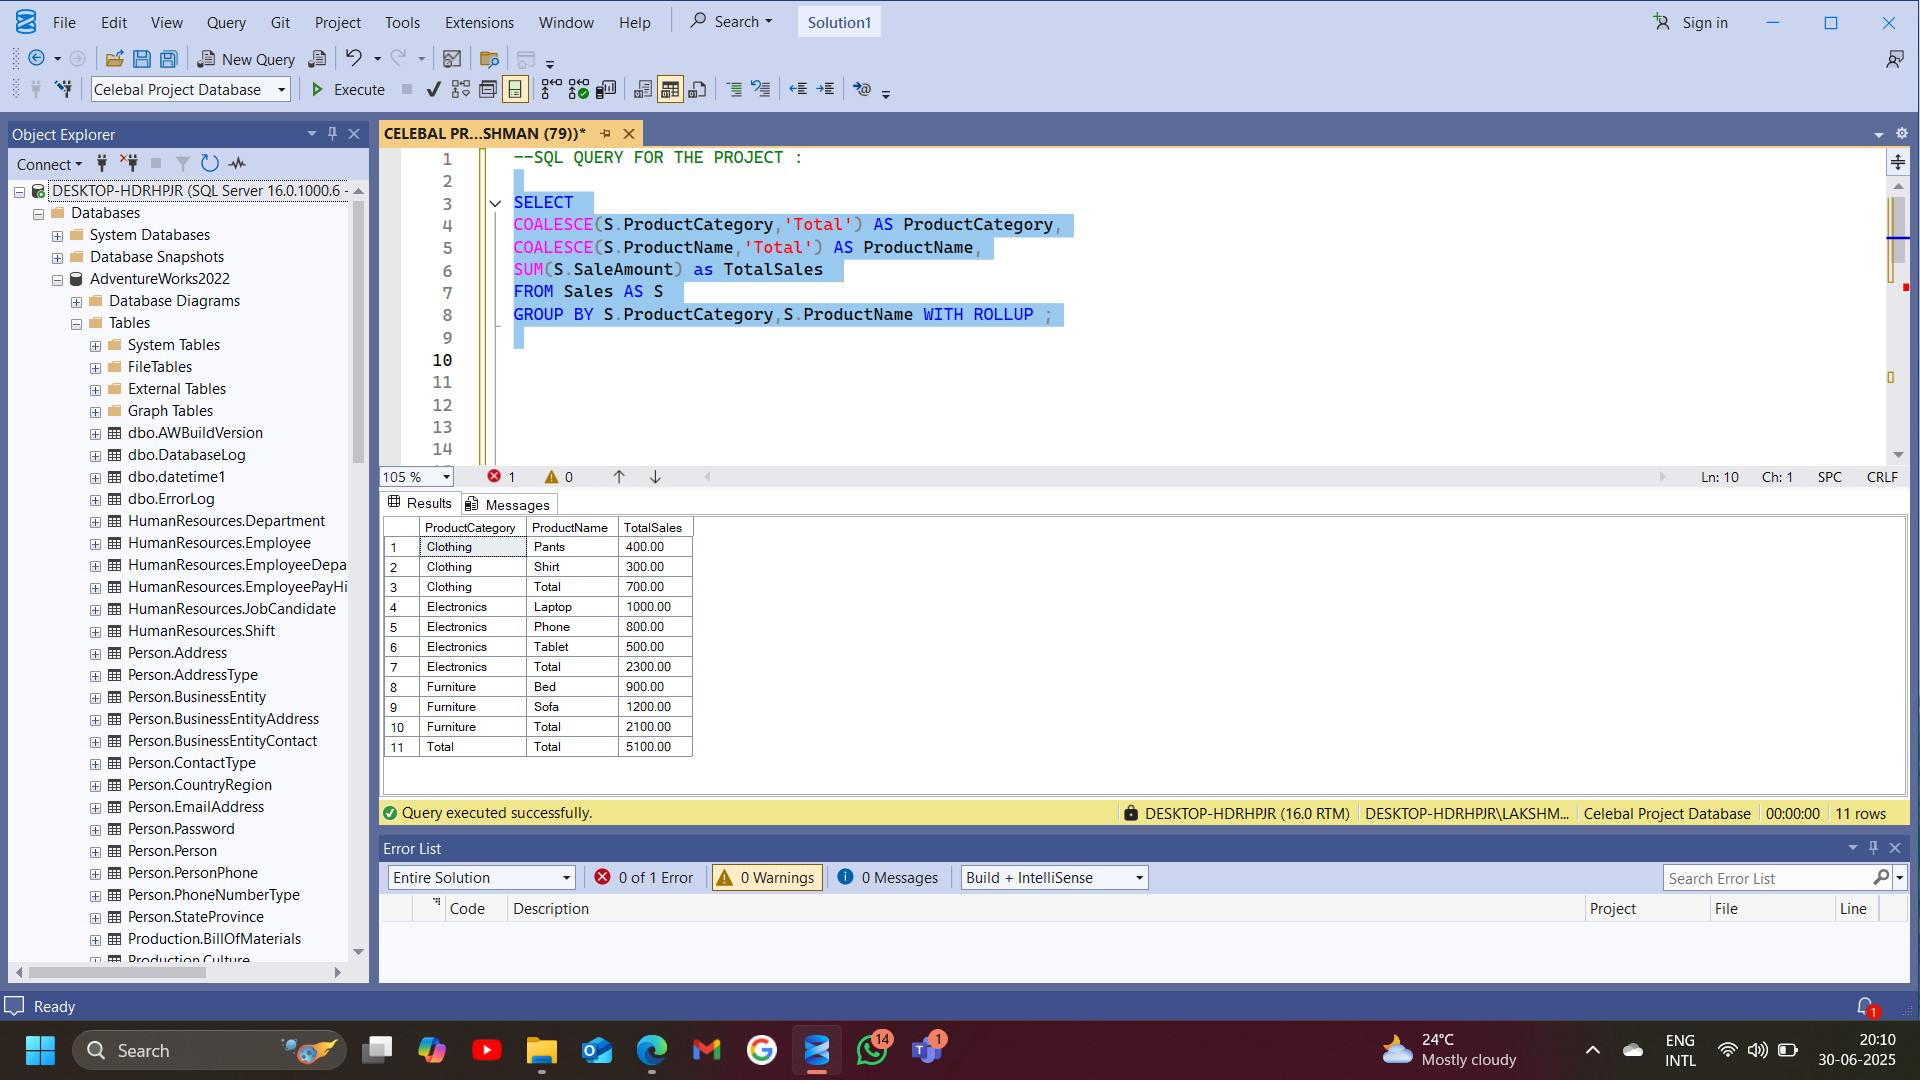 File Edit View Query Git Project Tools Extensions Window Help Search Solution1 Sign in
New Query
Celebal Project Database Execute
Object Explorer
Connect
DESKTOP-HDRHPJR (SQL Server 16.0.1000.6 -
Databases
System Databases
Database Snapshots
AdventureWorks2022
Database Diagrams
Tables
System Tables
FileTables
External Tables
Graph Tables
dbo.AWBuildVersion
dbo.DatabaseLog
dbo.datetime1
dbo.ErrorLog
HumanResources.Department
HumanResources.Employee
HumanResources.EmployeeDepa
HumanResources.EmployeePayHi
HumanResources.JobCandidate
HumanResources.Shift
Person.Address
Person.AddressType
Person.BusinessEntity
Person.BusinessEntityAddress
Person.BusinessEntityContact
Person.ContactType
Person.CountryRegion
Person.EmailAddress
Person.Password
Person.Person
Person.PersonPhone
Person.PhoneNumberType
Person.StateProvince
Production.BillOfMaterials
Production.Culture
CELEBAL PR...SHMAN (79))*
1 --SQL QUERY FOR THE PROJECT :
2
3 SELECT
4 COALESCE(S.ProductCategory,'Total') AS ProductCategory,
5 COALESCE(S.ProductName,'Total') AS ProductName,
6 SUM(S.SaleAmount) as TotalSales
7 FROM Sales AS S
8 GROUP BY S.ProductCategory,S.ProductName WITH ROLLUP ;
9
10
11
12
13
14
105 % 1 0 Ln: 10 Ch: 1 SPC CRLF
Results Messages
ProductCategory ProductName TotalSales
1 Clothing Pants 400.00
2 Clothing Shirt 300.00
3 Clothing Total 700.00
4 Electronics Laptop 1000.00
5 Electronics Phone 800.00
6 Electronics Tablet 500.00
7 Electronics Total 2300.00
8 Furniture Bed 900.00
9 Furniture Sofa 1200.00
10 Furniture Total 2100.00
11 Total Total 5100.00
Query executed successfully. DESKTOP-HDRHPJR (16.0 RTM) DESKTOP-HDRHPJR\LAKSHM... Celebal Project Database 00:00:00 11 rows
Error List
Entire Solution 0 of 1 Error 0 Warnings 0 Messages Build + IntelliSense Search Error List
Code Description Project File Line
Ready 1
Search 14 1 24°C Mostly cloudy ENG INTL 20:10 30-06-2025